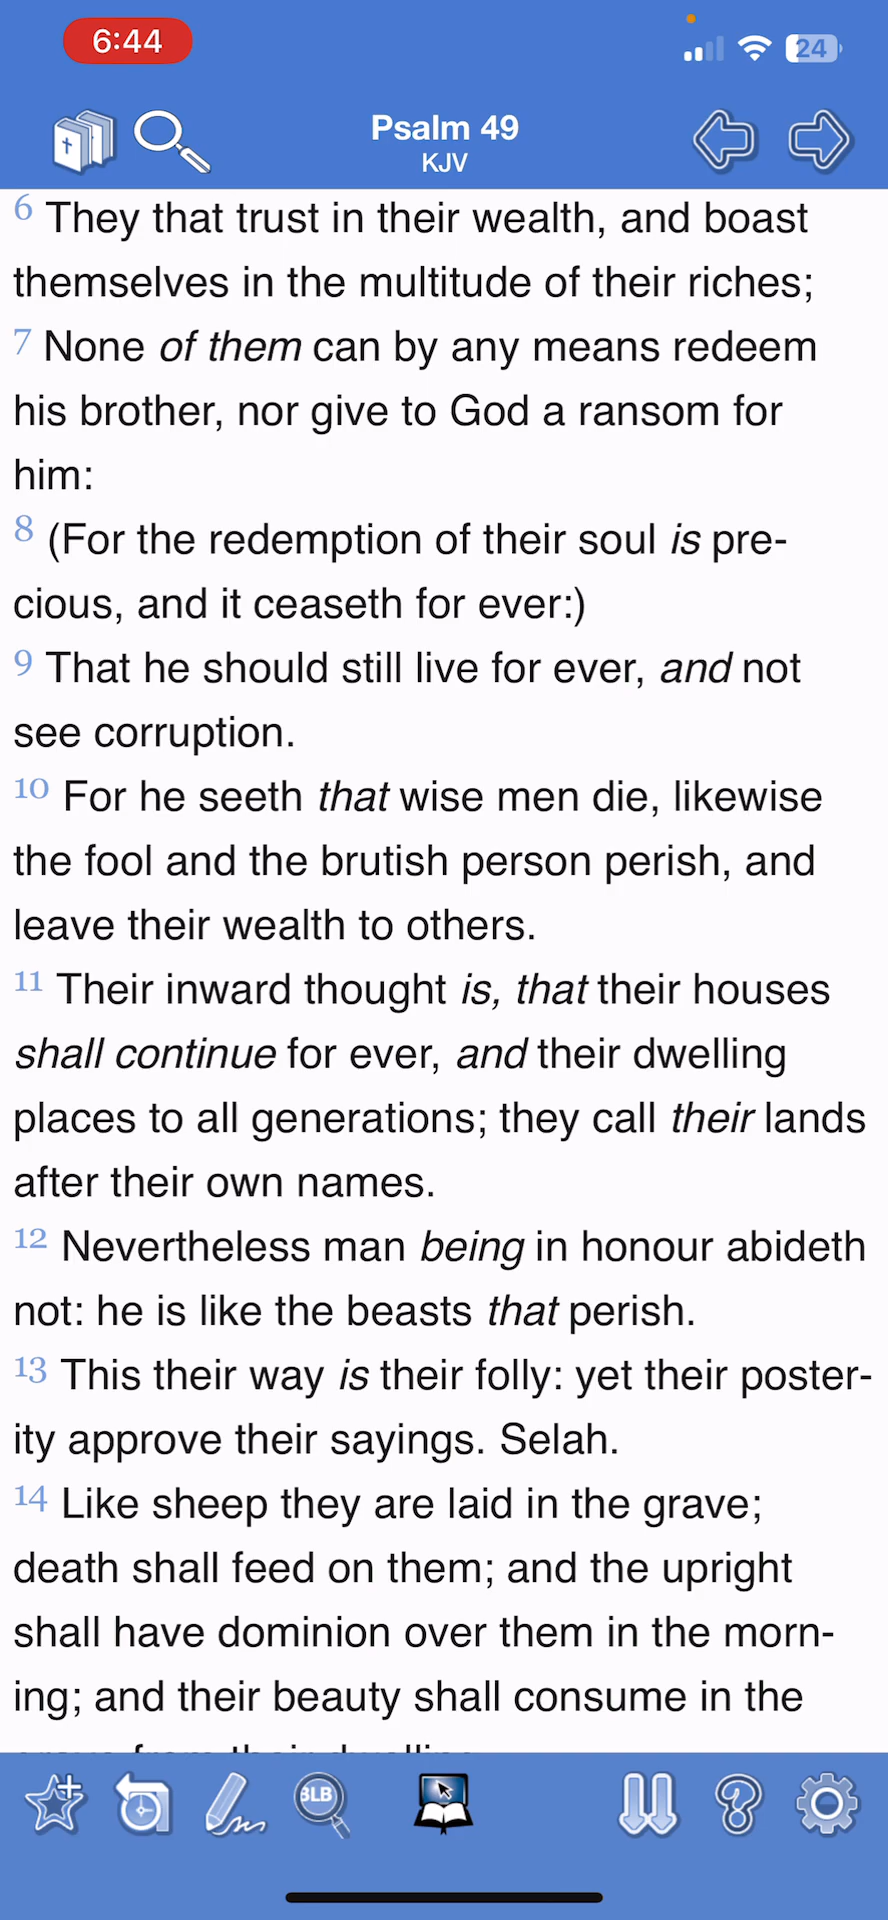 6:44
24
Psalm 49
KJV
6 They that trust in their wealth, and boast
themselves in the multitude of their riches;
7 None of them can by any means redeem
his brother, nor give to God a ransom for
him:
8 (For the redemption of their soul is pre-
cious, and it ceaseth for ever:)
9 That he should still live for ever, and not
see corruption.
10 For he seeth that wise men die, likewise
the fool and the brutish person perish, and
leave their wealth to others.
11 Their inward thought is, that their houses
shall continue for ever, and their dwelling
places to all generations; they call their lands
after their own names.
12 Nevertheless man being in honour abideth
not: he is like the beasts that perish.
13 This their way is their folly: yet their poster-
ity approve their sayings. Selah.
14 Like sheep they are laid in the grave;
death shall feed on them; and the upright
shall have dominion over them in the morn-
ing; and their beauty shall consume in the
BLB